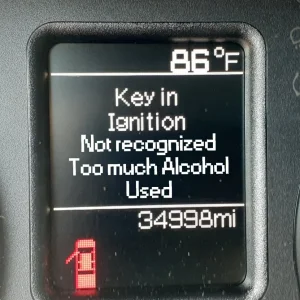 86°F
Key in
Ignition
Not recognized
Too much Alcohol
Used
34998mi